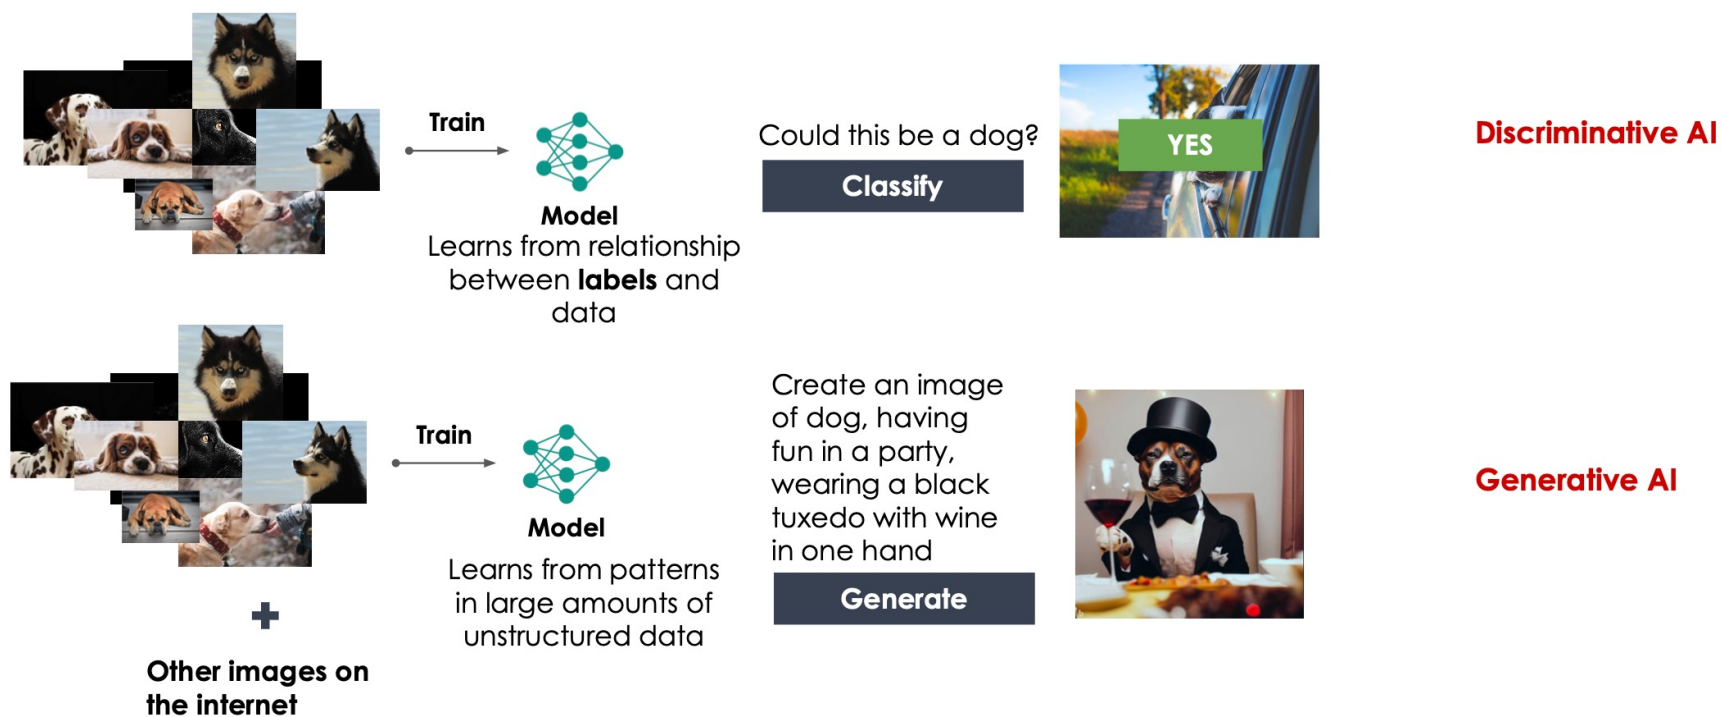 Train
Model
Learns from relationship
between labels and
data
Could this be a dog?
Classify
YES
Discriminative AI
Train
Model
Learns from patterns
in large amounts of
unstructured data
Other images on
the internet
Create an image
of dog, having
fun in a party,
wearing a black
tuxedo with wine
in one hand
Generate
Generative AI